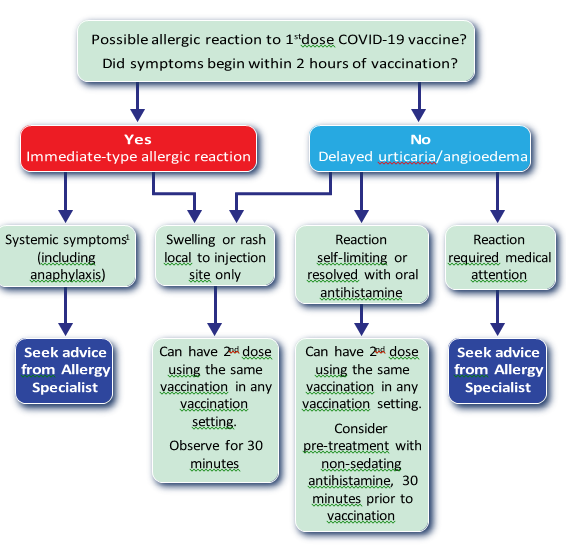 Possible allergic reaction to 1st dose COVID-19 vaccine?
Did symptoms begin within 2 hours of vaccination?
Yes
Immediate-type allergic reaction
No
Delayed urticaria/angioedema
Systemic symptoms1
(including
anaphylaxis)
Swelling or rash
local to injection
site only
Reaction
self-limiting or
resolved with oral
antihistamine
Reaction
required medical
attention
Seek advice
from Allergy
Specialist
Can have 2nd dose
using the same
vaccination in any
vaccination
setting.
Observe for 30
minutes
Can have 2nd dose
using the same
vaccination in any
vaccination setting.
Consider
pre-treatment with
non-sedating
antihistamine, 30
minutes prior to
vaccination
Seek advice
from Allergy
Specialist